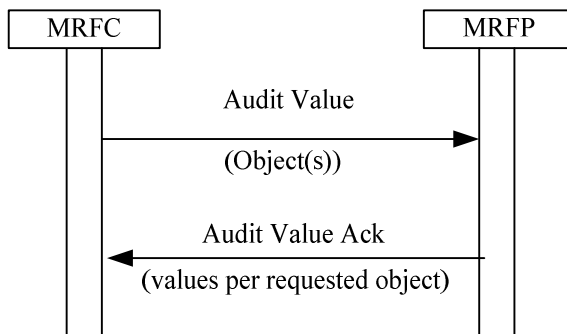 MRFC
MRFP
Audit Value
(Object(s))
Audit Value Ack
(values per requested object)